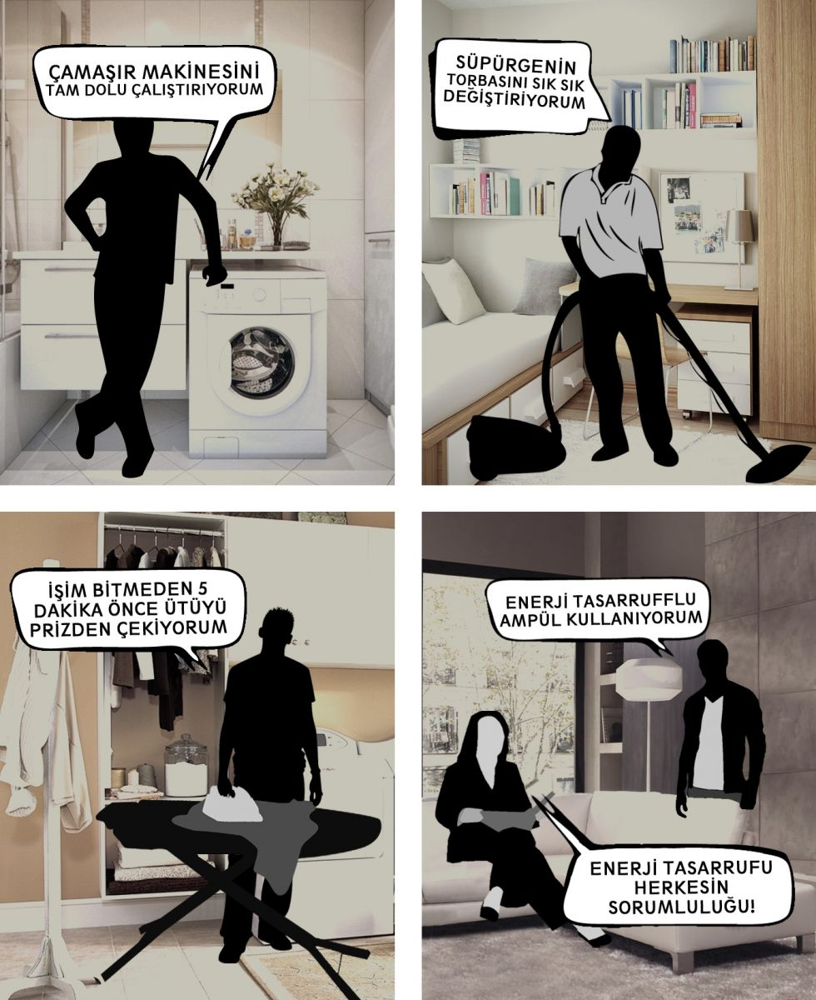 ÇAMAŞIR MAKİNESİNİ
TAM DOLU ÇALIŞTIRIYORUM
SÜPÜRGENİN
TORBASINI SIK SIK
DEĞİŞTİRİYORUM
İŞİM BİTMEDEN 5
DAKİKA ÖNCE ÜTÜYÜ
PRİZDEN ÇEKİYORUM
ENERJİ TASARRUFFLU
AMPÜL KULLANIYORUM
ENERJİ TASARRUFU
HERKESİN
SORUMLULUĞU!